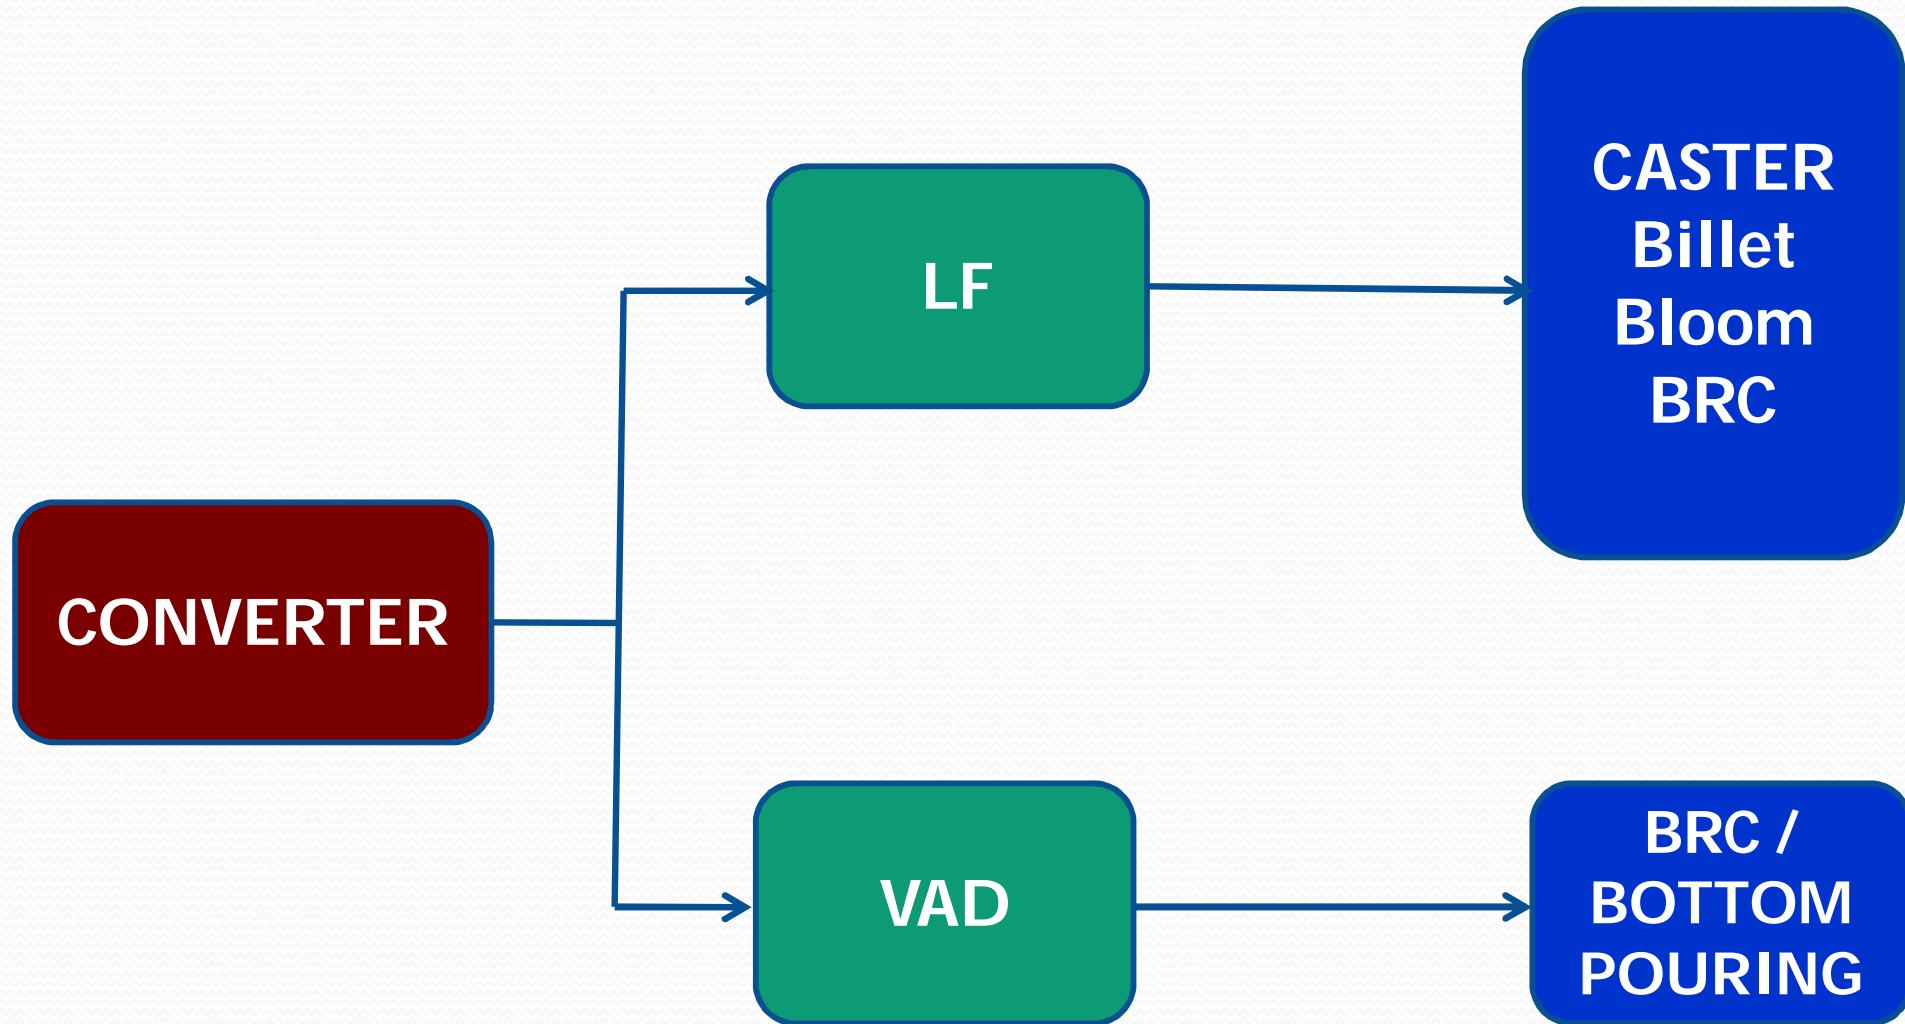 CONVERTER
LF
CASTER
Billet
Bloom
BRC
VAD
BRC /
BOTTOM
POURING